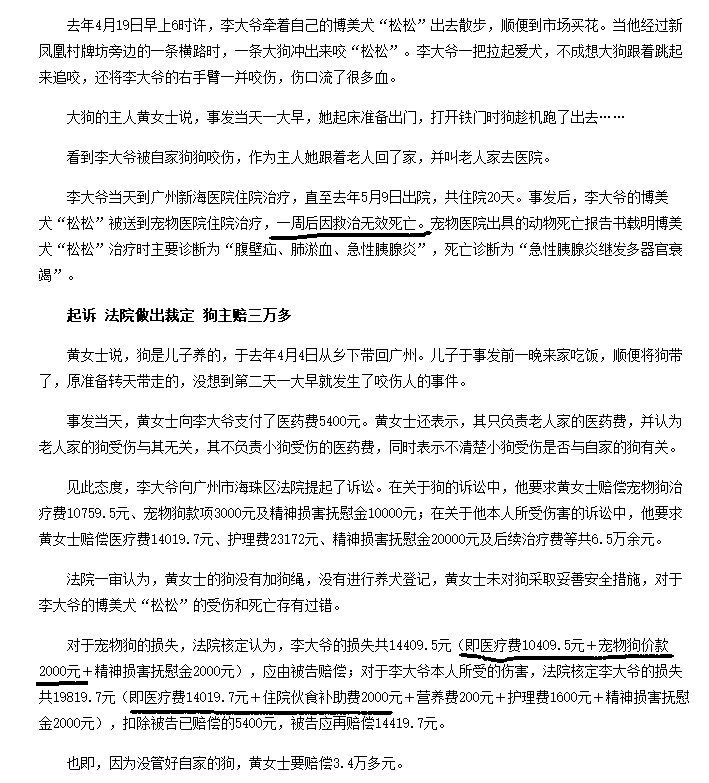 去年4月19日早上6时许，李大爷牵着自己的博美犬“松松”出去散步，顺便到市场买花。当他经过新
凤凰村牌坊旁边的一条横路时，一条大狗冲出来咬“松松”。李大爷一把拉起爱犬，不成想大狗跟着跳起
来追咬，还将李大爷的右手臂一并咬伤，伤口流了很多血。
大狗的主人黄女士说，事发当天一大早，她起床准备出门，打开铁门时狗趁机跑了出去……
看到李大爷被自家狗狗咬伤，作为主人她跟着老人回了家，并叫老人家去医院。
李大爷当天到广州新海医院住院治疗，直至去年5月9日出院，共住院20天。事发后，李大爷的博美
犬“松松”被送到宠物医院住院治疗，一周后因救治无效死亡。宠物医院出具的动物死亡报告书载明博美
犬“松松”治疗时主要诊断为“腹壁疝、肺淤血、急性胰腺炎”，死亡诊断为“急性胰腺炎继发多器官衰
竭”。
起诉 法院做出裁定 狗主赔三万多
黄女士说，狗是儿子养的，于去年4月4日从乡下带回广州。儿子于事发前一晚来家吃饭，顺便将狗带
了，原准备转天带走的，没想到第二天一大早就发生了咬伤人的事件。
事发当天，黄女士向李大爷支付了医药费5400元。黄女士还表示，其只负责老人家的医药费，并认为
老人家的狗受伤与其无关，其不负责小狗受伤的医药费，同时表示不清楚小狗受伤是否与自家的狗有关。
见此态度，李大爷向广州市海珠区法院提起了诉讼。在关于狗的诉讼中，他要求黄女士赔偿宠物狗治
疗费10759.5元、宠物狗款项3000元及精神损害抚慰金10000元；在关于他本人所受伤害的诉讼中，他要求
黄女士赔偿医疗费14019.7元、护理费23172元、精神损害抚慰金20000元及后续治疗费等共6.5万余元。
法院一审认为，黄女士的狗没有加狗绳，没有进行养犬登记，黄女士未对狗采取妥善安全措施，对于
李大爷的博美犬“松松”的受伤和死亡存有过错。
对于宠物狗的损失，法院核定认为，李大爷的损失共14409.5元（即医疗费10409.5元＋宠物狗价款
2000元＋精神损害抚慰金2000元），应由被告赔偿；对于李大爷本人所受的伤害，法院核定李大爷的损失
共19819.7元（即医疗费14019.7元＋住院伙食补助费2000元＋营养费200元＋护理费1600元＋精神损害抚慰
金2000元），扣除被告已赔偿的5400元，被告应再赔偿14419.7元。
也即，因为没管好自家的狗，黄女士要赔偿3.4万多元。